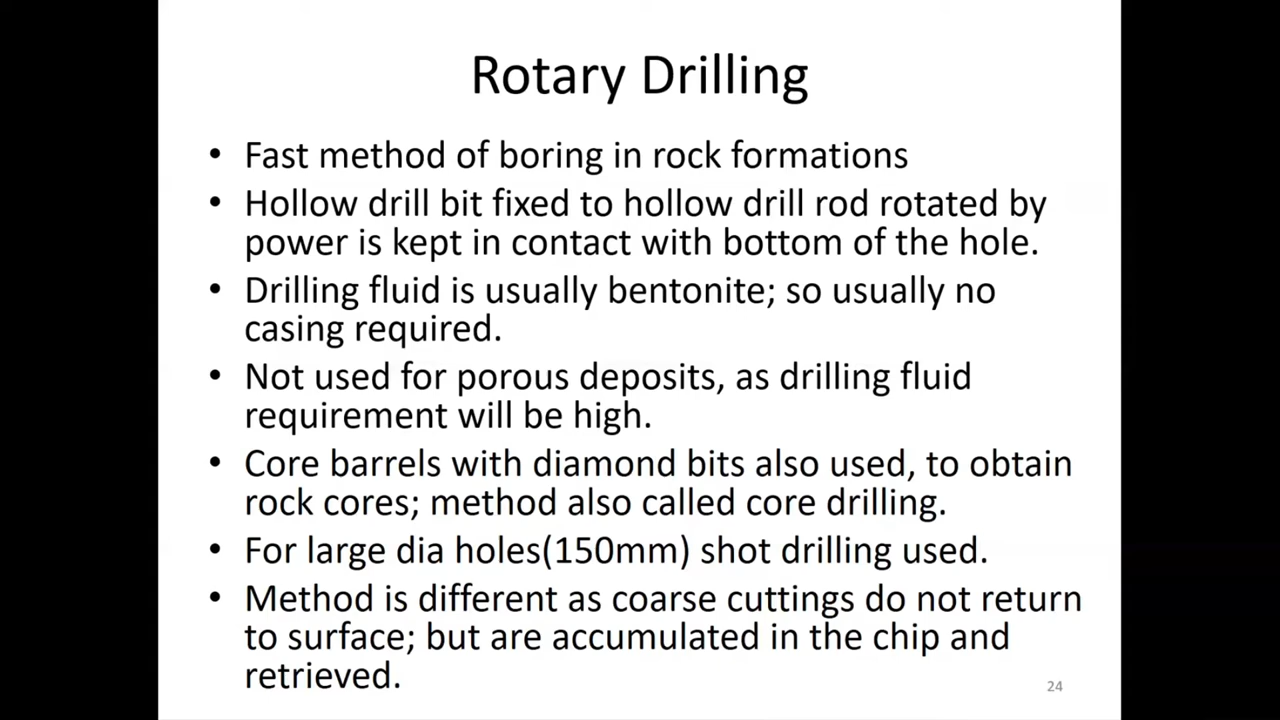 Rotary Drilling
• Fast method of boring in rock formations
• Hollow drill bit fixed to hollow drill rod rotated by
power is kept in contact with bottom of the hole.
• Drilling fluid is usually bentonite; so usually no
casing required.
• Not used for porous deposits, as drilling fluid
requirement will be high.
• Core barrels with diamond bits also used, to obtain
rock cores; method also called core drilling.
• For large dia holes(150mm) shot drilling used.
• Method is different as coarse cuttings do not return
to surface; but are accumulated in the chip and
retrieved.
24